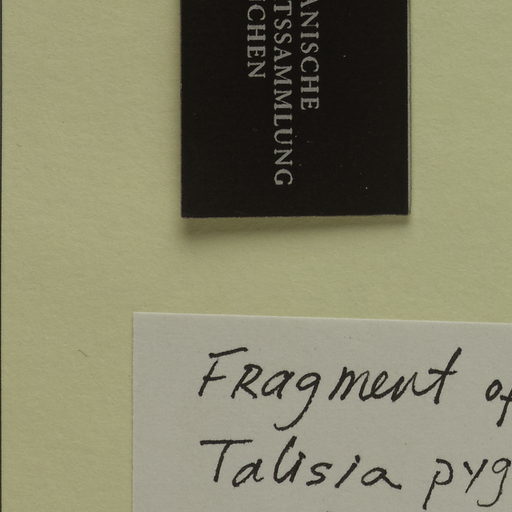 ANISCHE
TSSAMMLUNG
CHEN
Fragment of
Talisia pyg